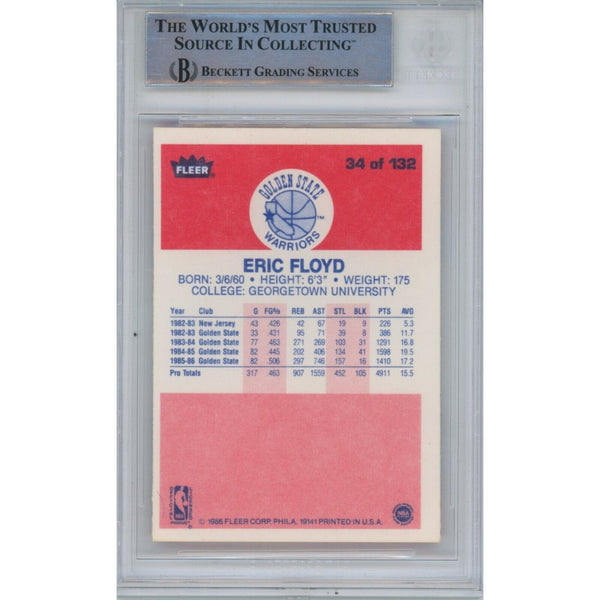 THE WORLD'S MOST TRUSTED
SOURCE IN COLLECTING™
B BECKETT GRADING SERVICES
FLEER
34 of 132
GOLDEN STATE
WARRIORS
TM
ERIC FLOYD
BORN: 3/6/60 • HEIGHT: 6'3" • WEIGHT: 175
COLLEGE: GEORGETOWN UNIVERSITY
Year Club G FG% REB AST STL BLK PTS AVG
1982-83 New Jersey 43 .426 42 67 19 9 226 5.3
1982-83 Golden State 33 .431 95 71 39 8 386 11.7
1983-84 Golden State 77 .463 271 269 103 31 1291 16.8
1984-85 Golden State 82 .445 202 406 134 41 1598 19.5
1985-86 Golden State 82 .506 297 746 157 16 1410 17.2
Pro Totals 317 .463 907 1559 452 105 4911 15.5
NBA
PRODUCT
© 1986 FLEER CORP. PHILA. 19141 PRINTED IN U.S.A.